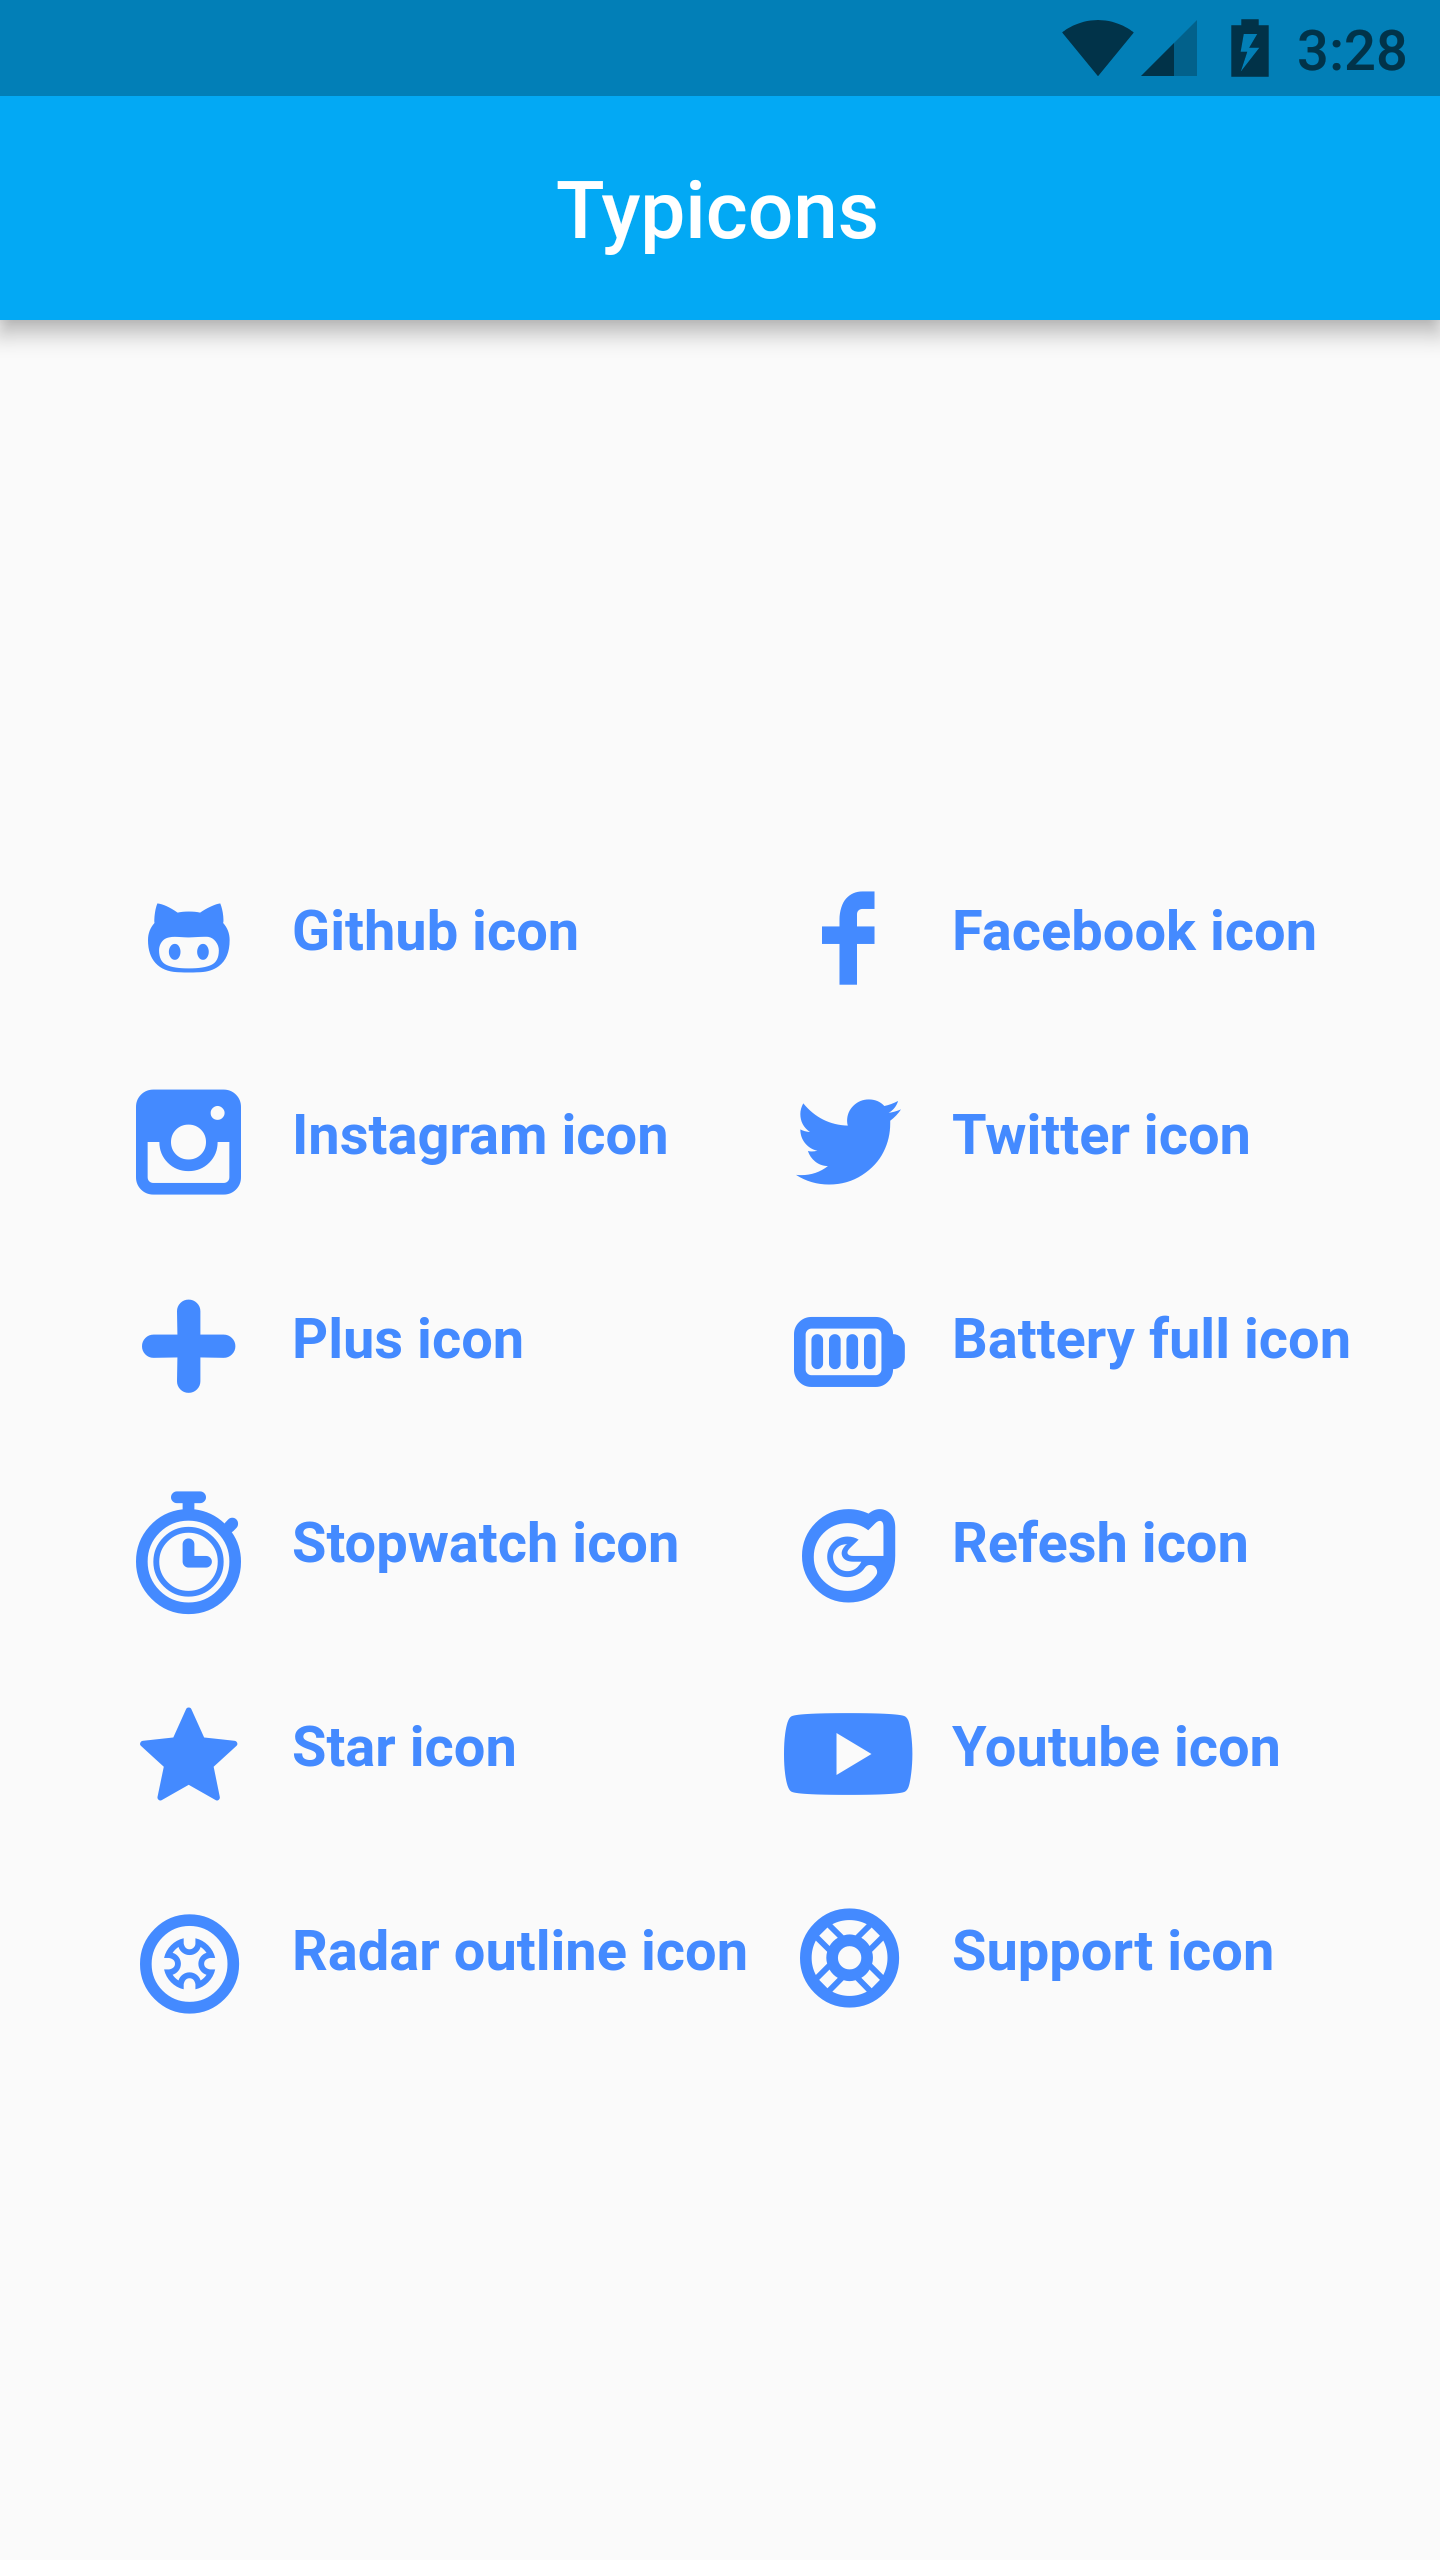 3:28
Typicons
Github icon
Facebook icon
Instagram icon
Twitter icon
Plus icon
Battery full icon
Stopwatch icon
Refesh icon
Star icon
Youtube icon
Radar outline icon
Support icon